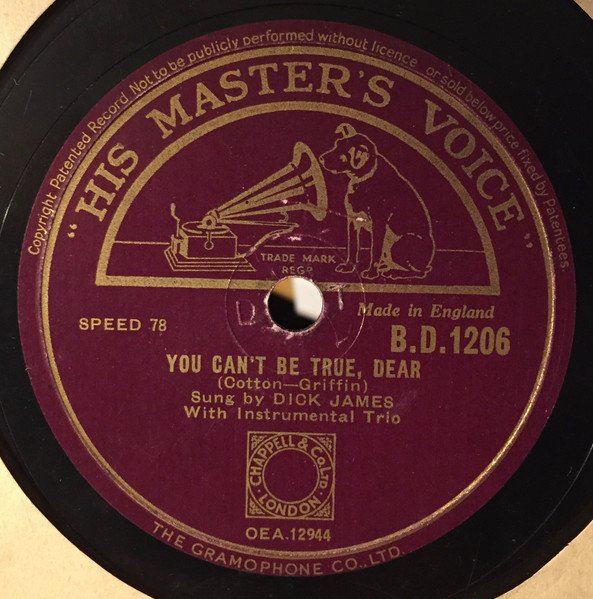 Copyright Patented Record Not to be publicly performed without licence or sold below price fixed by Patentees
"HIS MASTER'S VOICE"
TRADE MARK
REGD
Made in England
SPEED 78
B.D.1206
YOU CAN'T BE TRUE, DEAR
(Cotton—Griffin)
Sung by DICK JAMES
With Instrumental Trio
CHAPPELL & CO. LTD
LONDON
OEA.12944
THE GRAMOPHONE CO., LTD.